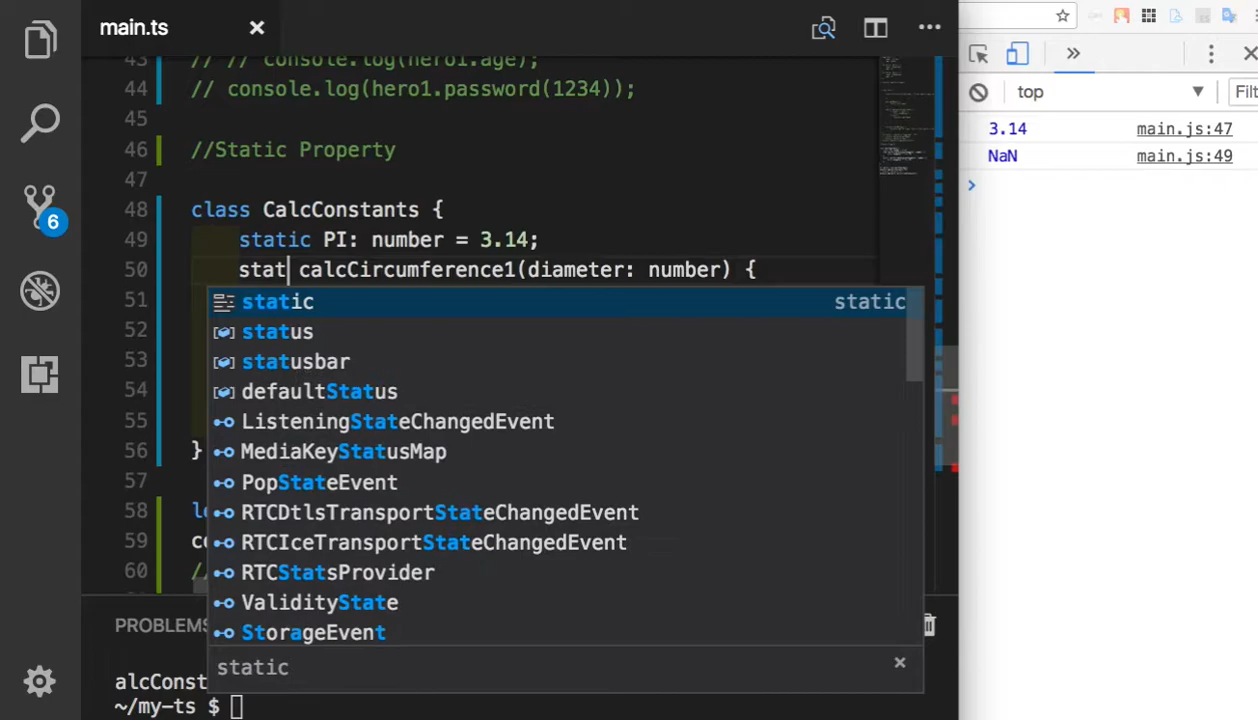 main.ts
43 // // console.log(hero1.age);
44 // console.log(hero1.password(1234));
45
46 //Static Property
47
48 class CalcConstants {
49 static PI: number = 3.14;
50 stat calcCircumference1(diameter: number) {
51
52
53
54
55
56 }
57
58
59
60
static static
status
statusbar
defaultStatus
ListeningStateChangedEvent
MediaKeyStatusMap
PopStateEvent
RTCDtlsTransportStateChangedEvent
RTCIceTransportStateChangedEvent
RTCStatsProvider
ValidityState
StorageEvent
static
6
PROBLEMS
alcConst
~/my-ts $
top
3.14 main.js:47
NaN main.js:49